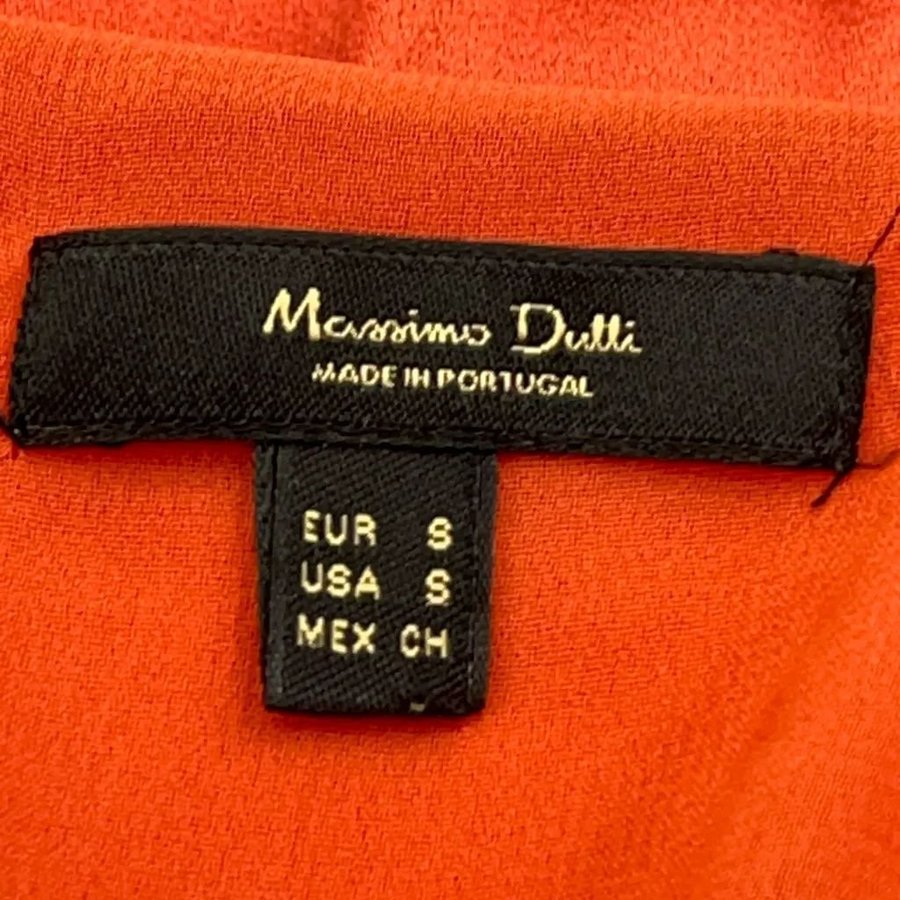 Massimo Dutti
MADE IN PORTUGAL
EUR S
USA S
MEX CH